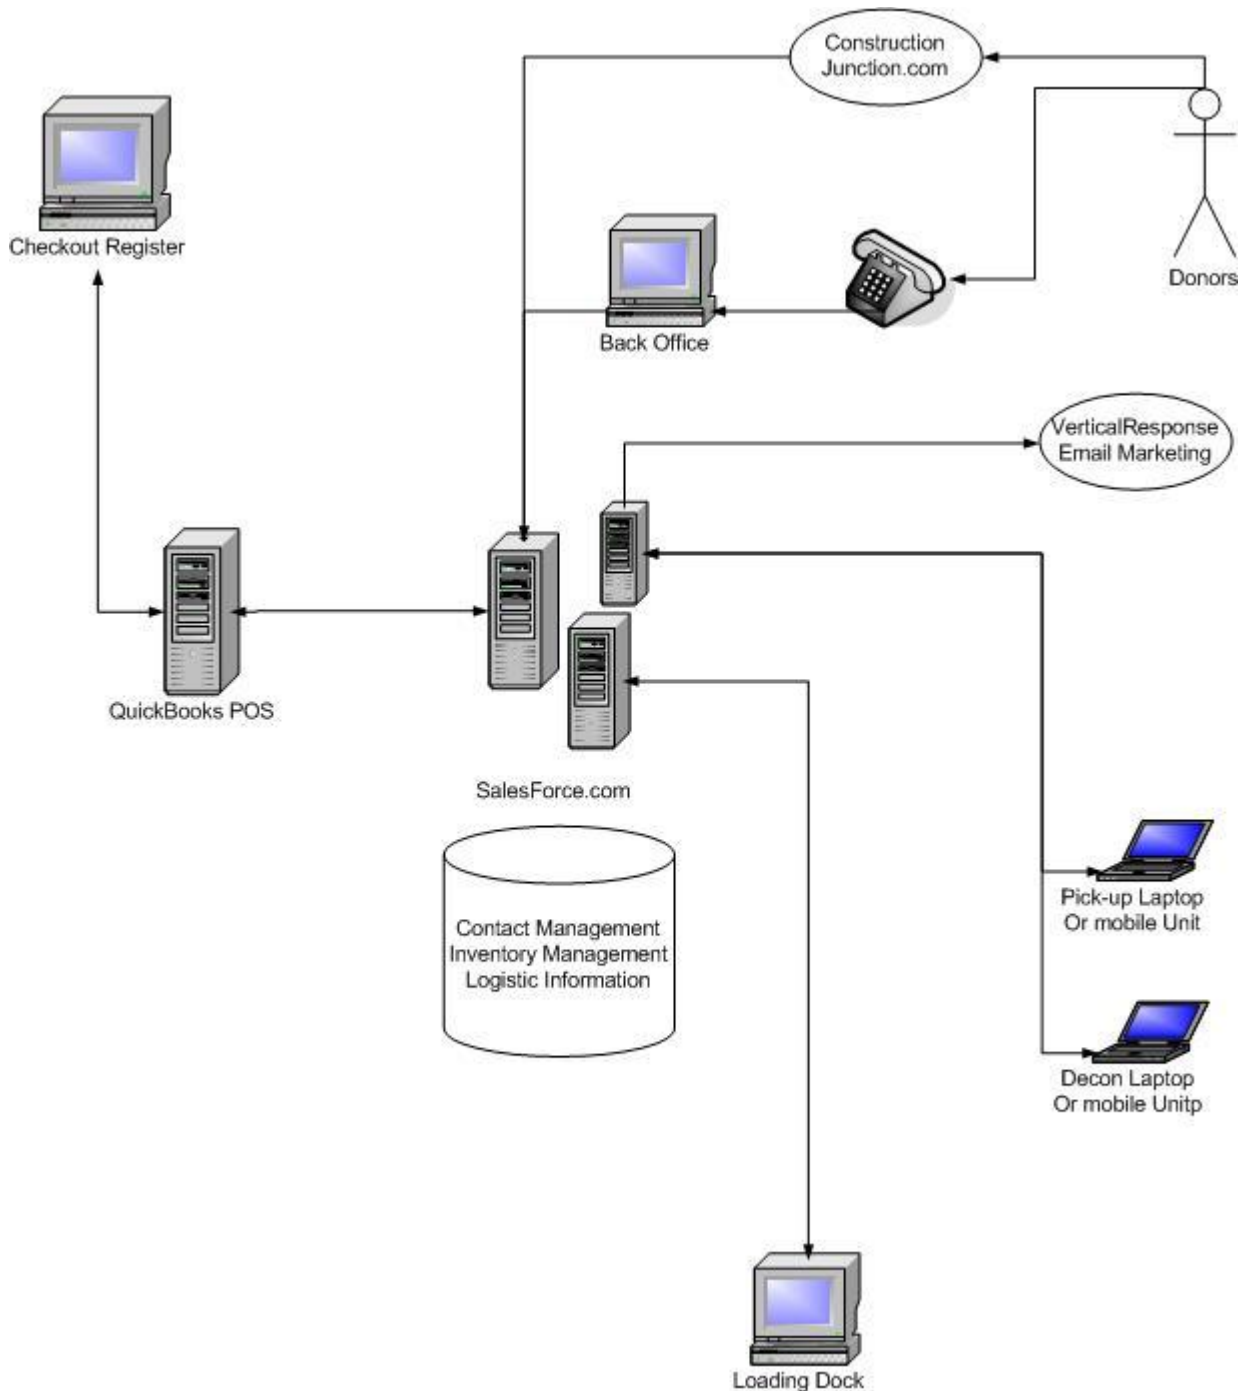 Construction
Junction.com
Checkout Register
Donors
Back Office
VerticalResponse
Email Marketing
QuickBooks POS
SalesForce.com
Contact Management
Inventory Management
Logistic Information
Pick-up Laptop
Or mobile Unit
Decon Laptop
Or mobile Unitp
Loading Dock